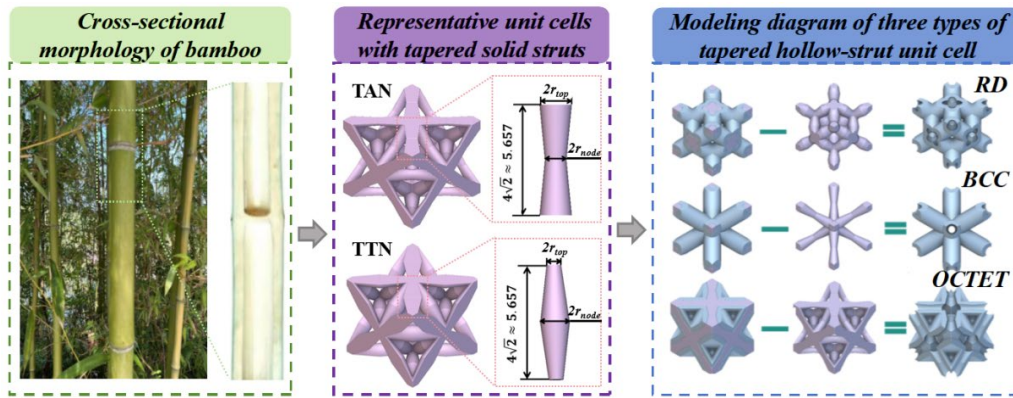 Cross-sectional
morphology of bamboo
Representative unit cells
with tapered solid struts
TAN
2r_top
2r_node
4√2 ≈ 5.657
TTN
2r_top
2r_node
4√2 ≈ 5.657
Modeling diagram of three types of
tapered hollow-strut unit cell
RD
BCC
OCTET